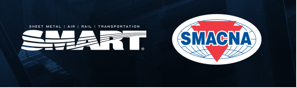 SHEET METAL | AIR | RAIL | TRANSPORTATION
SMART
SMACNA